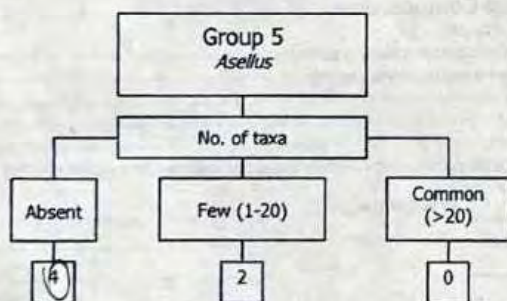 Group 5
Asellus
No. of taxa
Absent
Few (1-20)
Common
(>20)
4
2
0